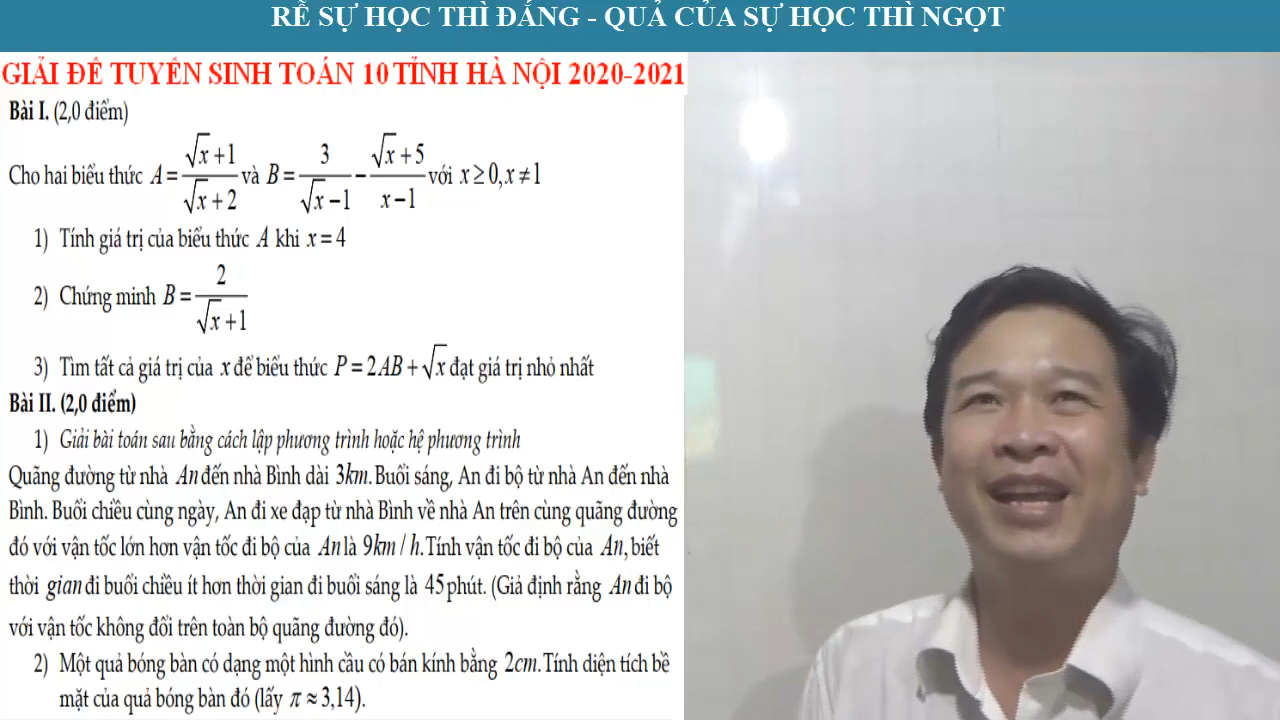 RỄ SỰ HỌC THÌ ĐẮNG - QUẢ CỦA SỰ HỌC THÌ NGỌT
GIẢI ĐỀ TUYỂN SINH TOÁN 10 TỈNH HÀ NỘI 2020-2021
Bài I. (2,0 điểm)
Cho hai biểu thức A = (√x + 1)/(√x + 2) và B = 3/(√x − 1) − (√x + 5)/(x − 1) với x ≥ 0, x ≠ 1
1) Tính giá trị của biểu thức A khi x = 4
2) Chứng minh B = 2/(√x + 1)
3) Tìm tất cả giá trị của x để biểu thức P = 2AB + √x đạt giá trị nhỏ nhất
Bài II. (2,0 điểm)
1) Giải bài toán sau bằng cách lập phương trình hoặc hệ phương trình
Quãng đường từ nhà An đến nhà Bình dài 3km. Buổi sáng, An đi bộ từ nhà An đến nhà
Bình. Buổi chiều cùng ngày, An đi xe đạp từ nhà Bình về nhà An trên cùng quãng đường
đó với vận tốc lớn hơn vận tốc đi bộ của An là 9km / h. Tính vận tốc đi bộ của An, biết
thời gian đi buổi chiều ít hơn thời gian đi buổi sáng là 45 phút. (Giả định rằng An đi bộ
với vận tốc không đổi trên toàn bộ quãng đường đó).
2) Một quả bóng bàn có dạng một hình cầu có bán kính bằng 2cm. Tính diện tích bề
mặt của quả bóng bàn đó (lấy π ≈ 3,14).